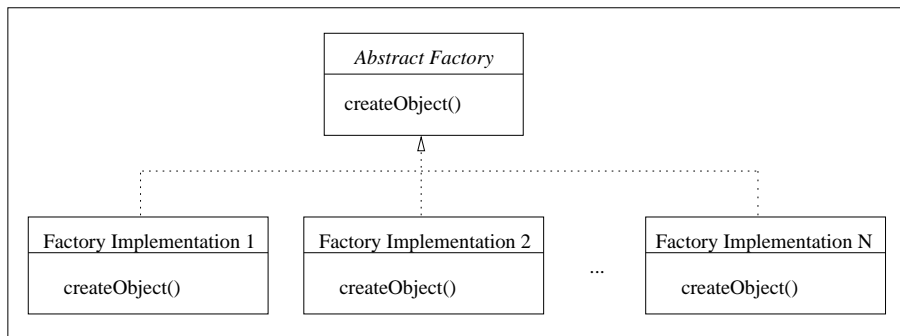 Abstract Factory
createObject()
Factory Implementation 1
createObject()
Factory Implementation 2
createObject()
...
Factory Implementation N
createObject()